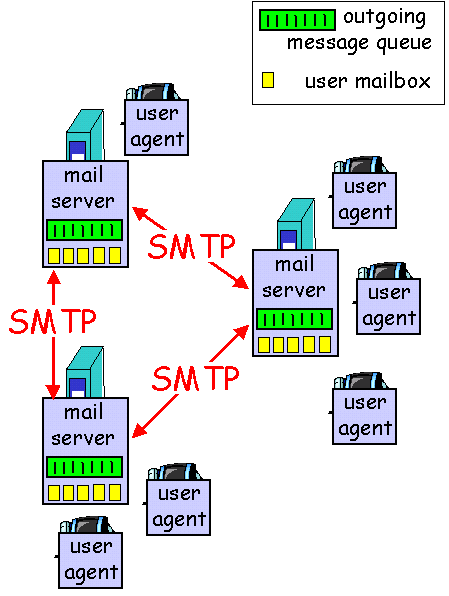 outgoing
message queue
user mailbox
user
agent
mail
server
SMTP
user
agent
mail
server
user
agent
SMTP
SMTP
user
agent
mail
server
user
agent
user
agent